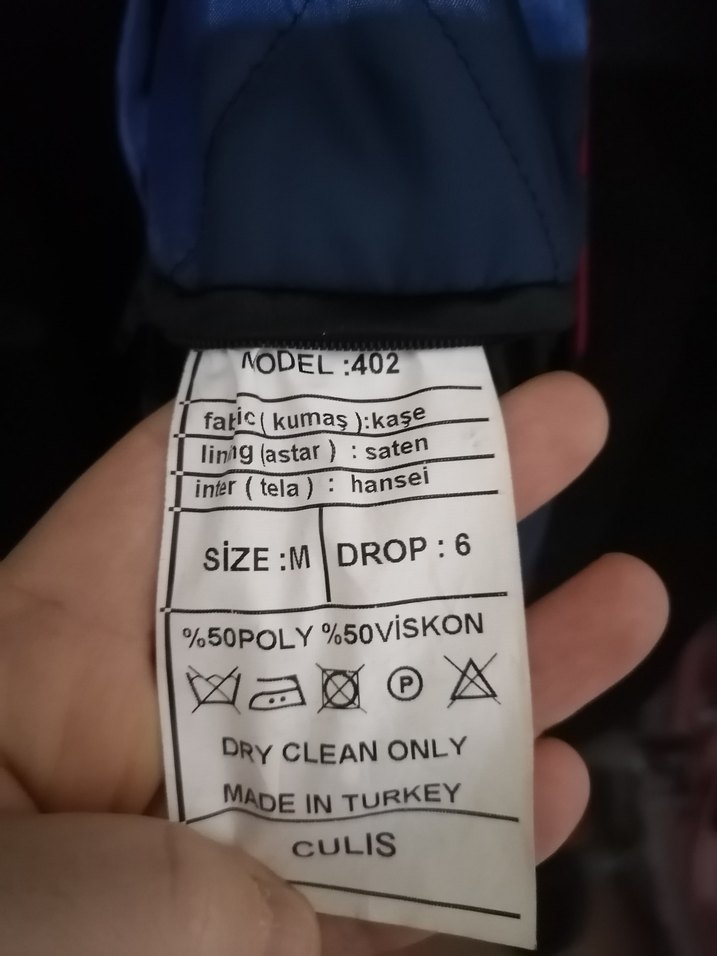 MODEL :402
fabric ( kumaş ):kaşe
lining (astar ) : saten
inter ( tela ) : hansei
SİZE :M DROP : 6
%50POLY %50VİSKON
P
DRY CLEAN ONLY
MADE IN TURKEY
CULIS